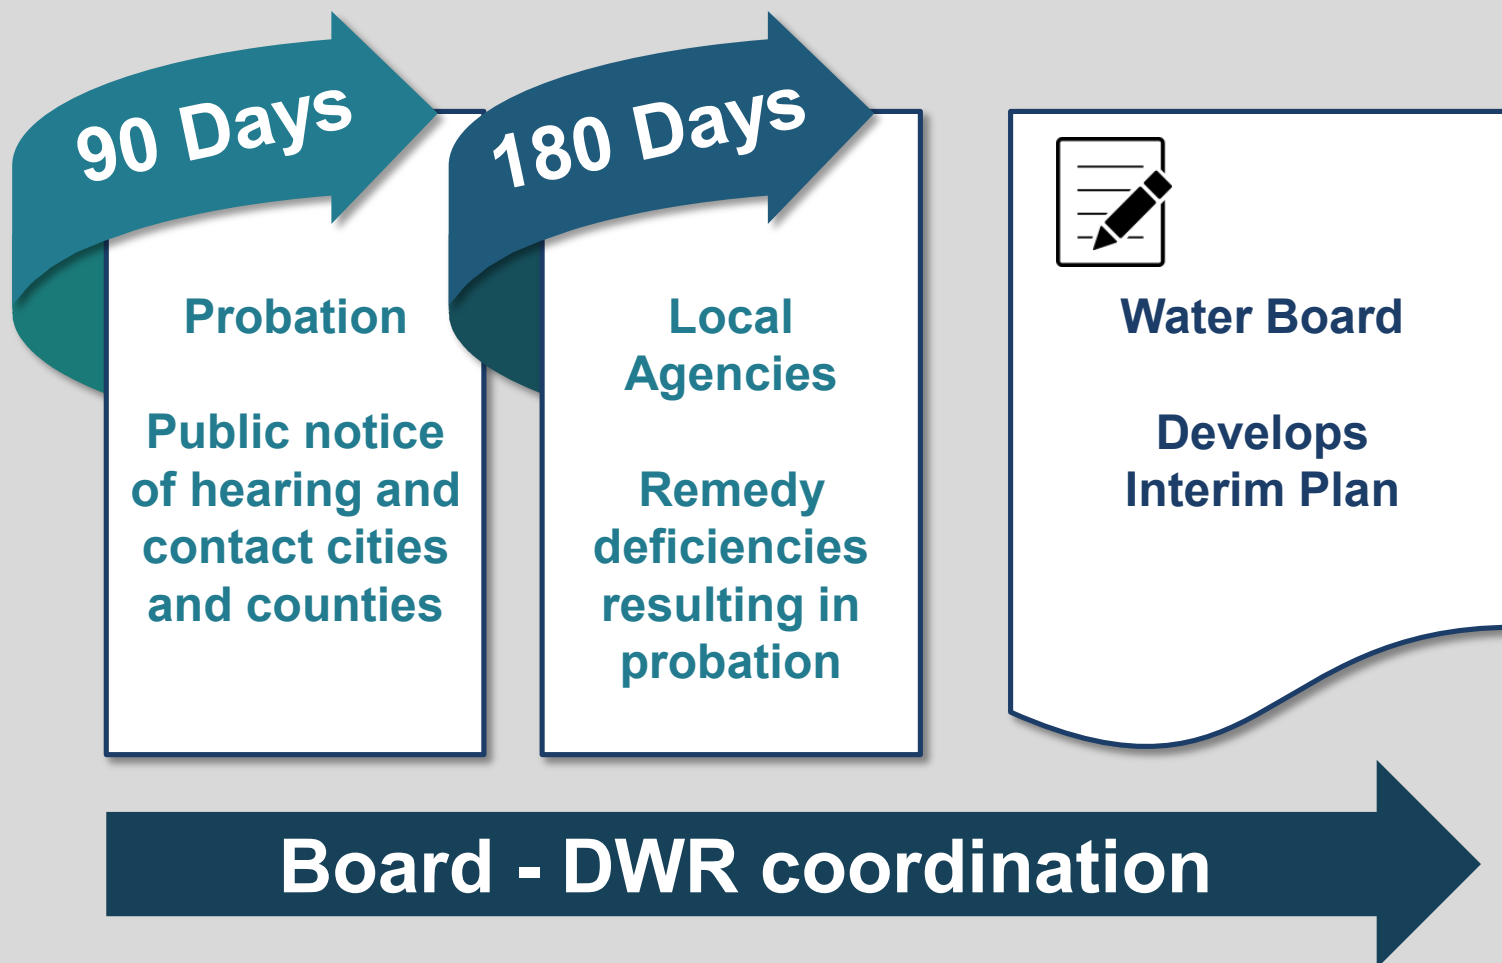 90 Days
Probation
Public notice
of hearing and
contact cities
and counties
180 Days
Local
Agencies
Remedy
deficiencies
resulting in
probation
Water Board
Develops
Interim Plan
Board - DWR coordination